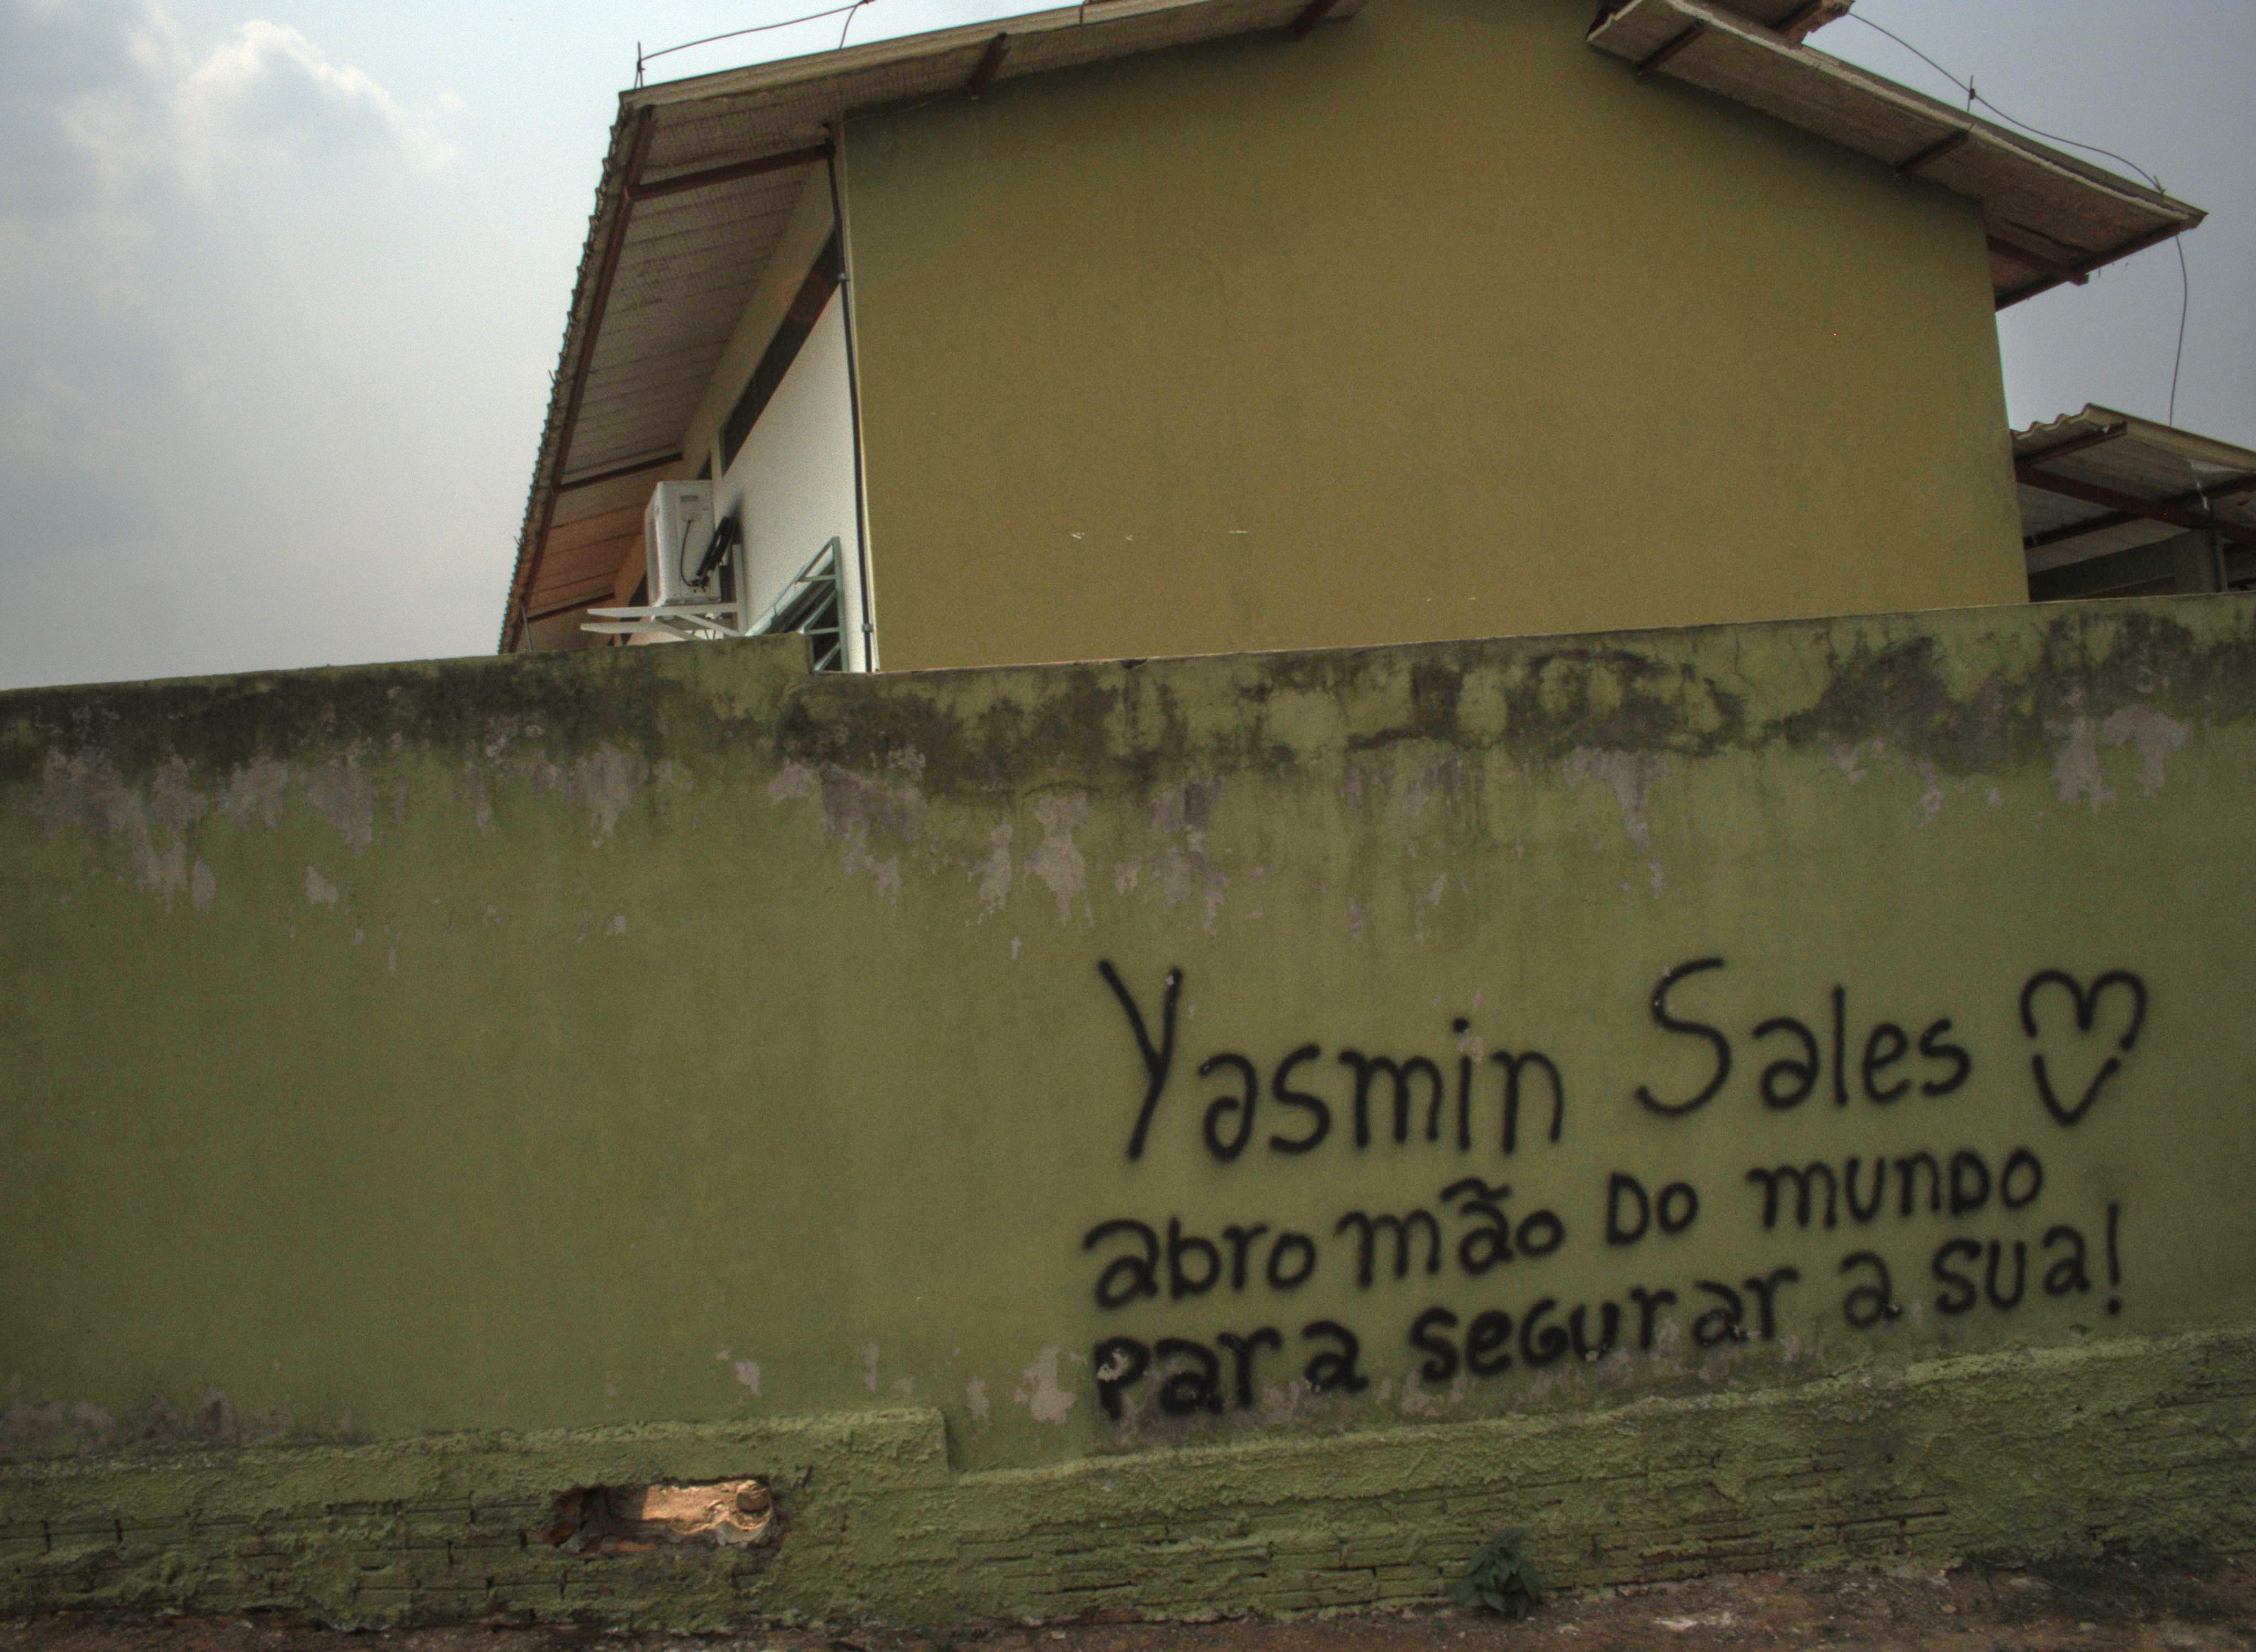 Yasmin Sales ♡
abro mão Do munDo
para seGurar a sua!